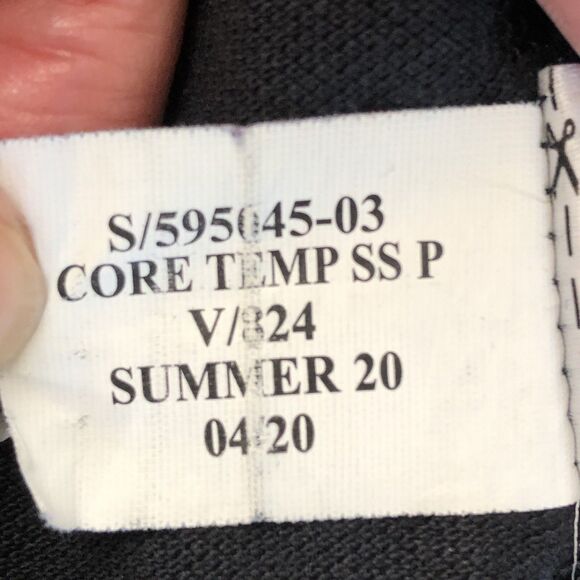 S/595045-03
CORE TEMP SS P
V/824
SUMMER 20
04/20